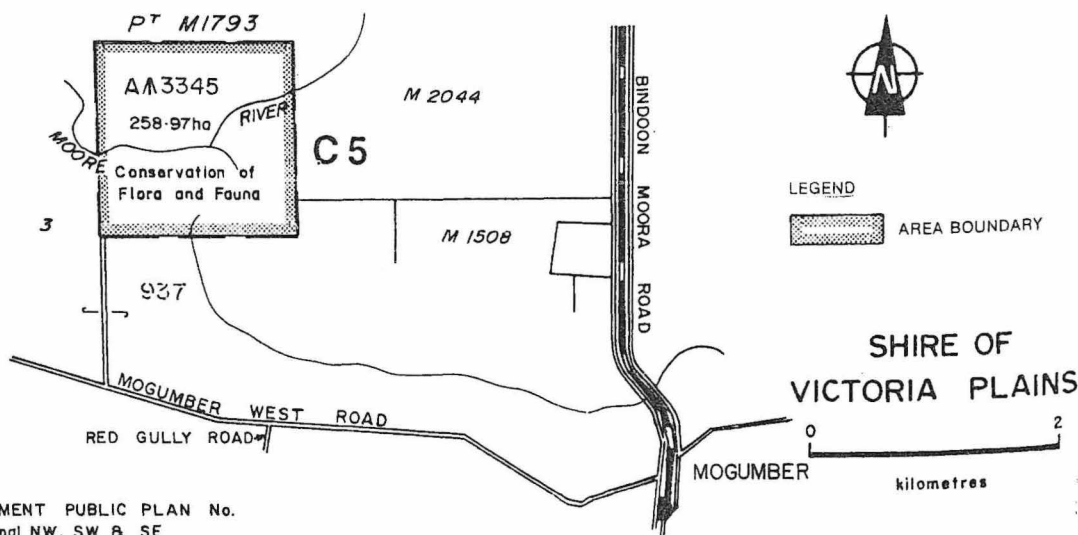 Pᵀ M1793
A⩚3345
258·97ha
MOORE RIVER
Conservation of
Flora and Fauna
C5
M 2044
3
M 1508
937
BINDOON MOORA ROAD
MOGUMBER WEST ROAD
RED GULLY ROAD
MOGUMBER
N
LEGEND
AREA BOUNDARY
SHIRE OF
VICTORIA PLAINS
0 2
kilometres
MENT PUBLIC PLAN No.
NW, SW & SE